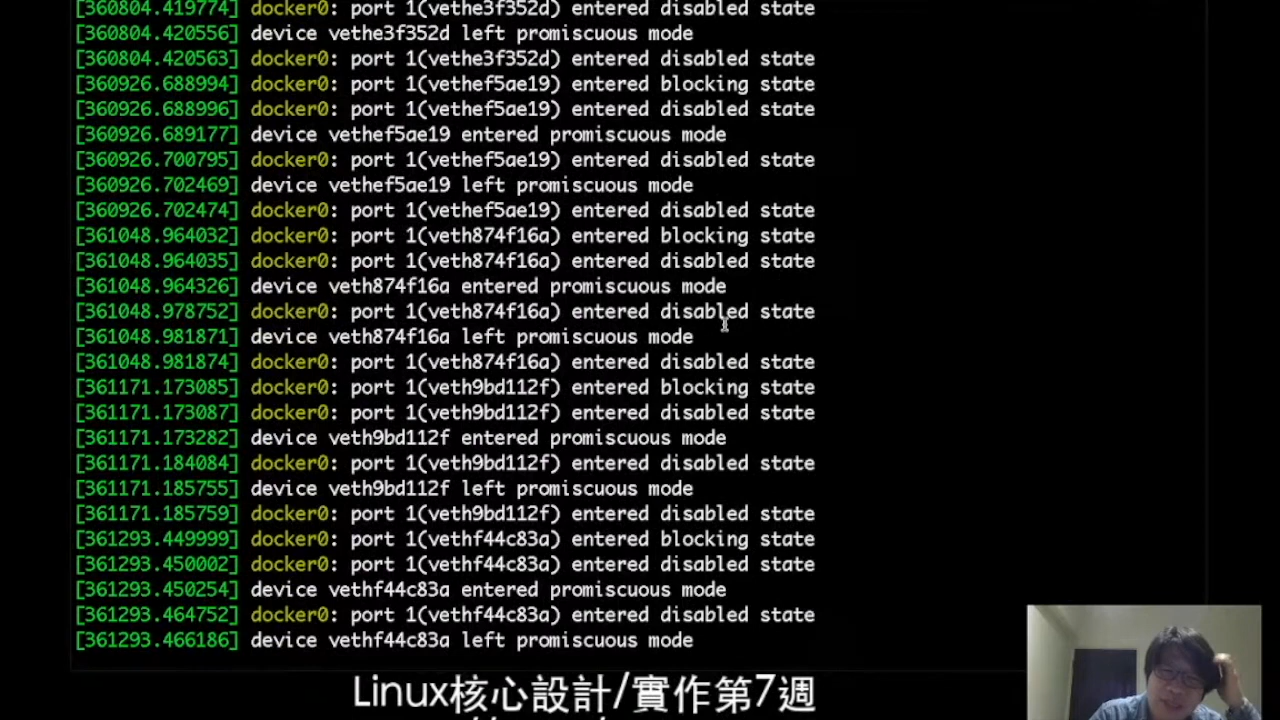 [360804.419774] docker0: port 1(vethe3f352d) entered disabled state
[360804.420556] device vethe3f352d left promiscuous mode
[360804.420563] docker0: port 1(vethe3f352d) entered disabled state
[360926.688994] docker0: port 1(vethef5ae19) entered blocking state
[360926.688996] docker0: port 1(vethef5ae19) entered disabled state
[360926.689177] device vethef5ae19 entered promiscuous mode
[360926.700795] docker0: port 1(vethef5ae19) entered disabled state
[360926.702469] device vethef5ae19 left promiscuous mode
[360926.702474] docker0: port 1(vethef5ae19) entered disabled state
[361048.964032] docker0: port 1(veth874f16a) entered blocking state
[361048.964035] docker0: port 1(veth874f16a) entered disabled state
[361048.964326] device veth874f16a entered promiscuous mode
[361048.978752] docker0: port 1(veth874f16a) entered disabled state
[361048.981871] device veth874f16a left promiscuous mode
[361048.981874] docker0: port 1(veth874f16a) entered disabled state
[361171.173085] docker0: port 1(veth9bd112f) entered blocking state
[361171.173087] docker0: port 1(veth9bd112f) entered disabled state
[361171.173282] device veth9bd112f entered promiscuous mode
[361171.184084] docker0: port 1(veth9bd112f) entered disabled state
[361171.185755] device veth9bd112f left promiscuous mode
[361171.185759] docker0: port 1(veth9bd112f) entered disabled state
[361293.449999] docker0: port 1(vethf44c83a) entered blocking state
[361293.450002] docker0: port 1(vethf44c83a) entered disabled state
[361293.450254] device vethf44c83a entered promiscuous mode
[361293.464752] docker0: port 1(vethf44c83a) entered disabled state
[361293.466186] device vethf44c83a left promiscuous mode
Linux核心設計/實作第7週